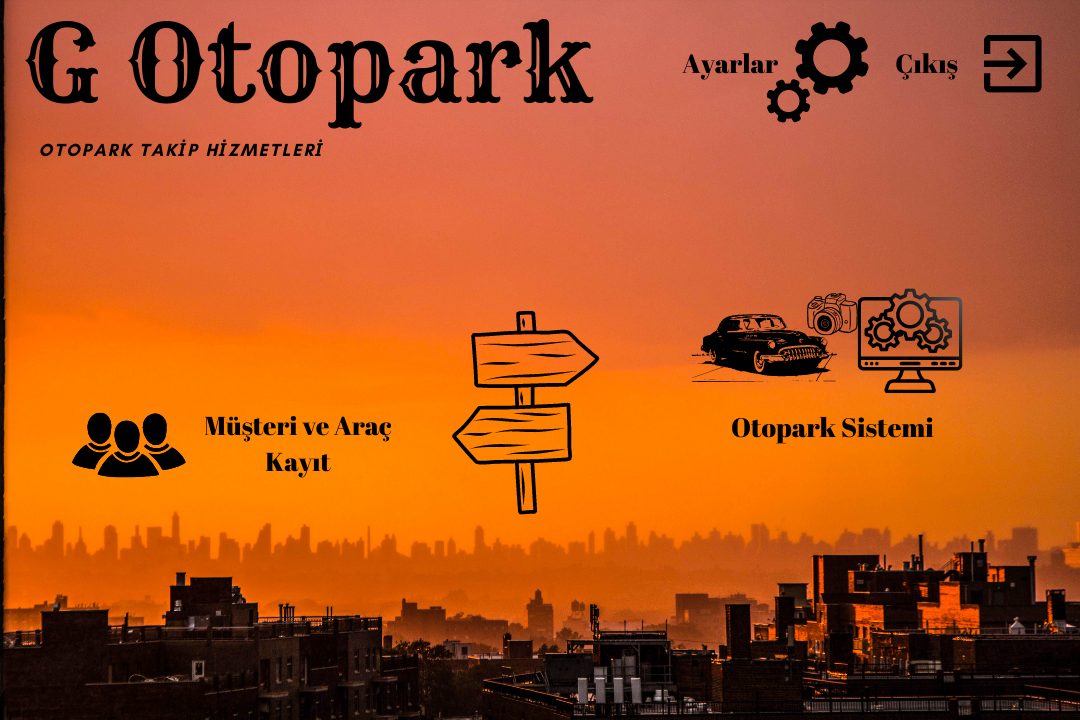 G Otopark
Ayarlar
Çıkış
OTOPARK TAKİP HİZMETLERİ
Müşteri ve Araç
Kayıt
Otopark Sistemi